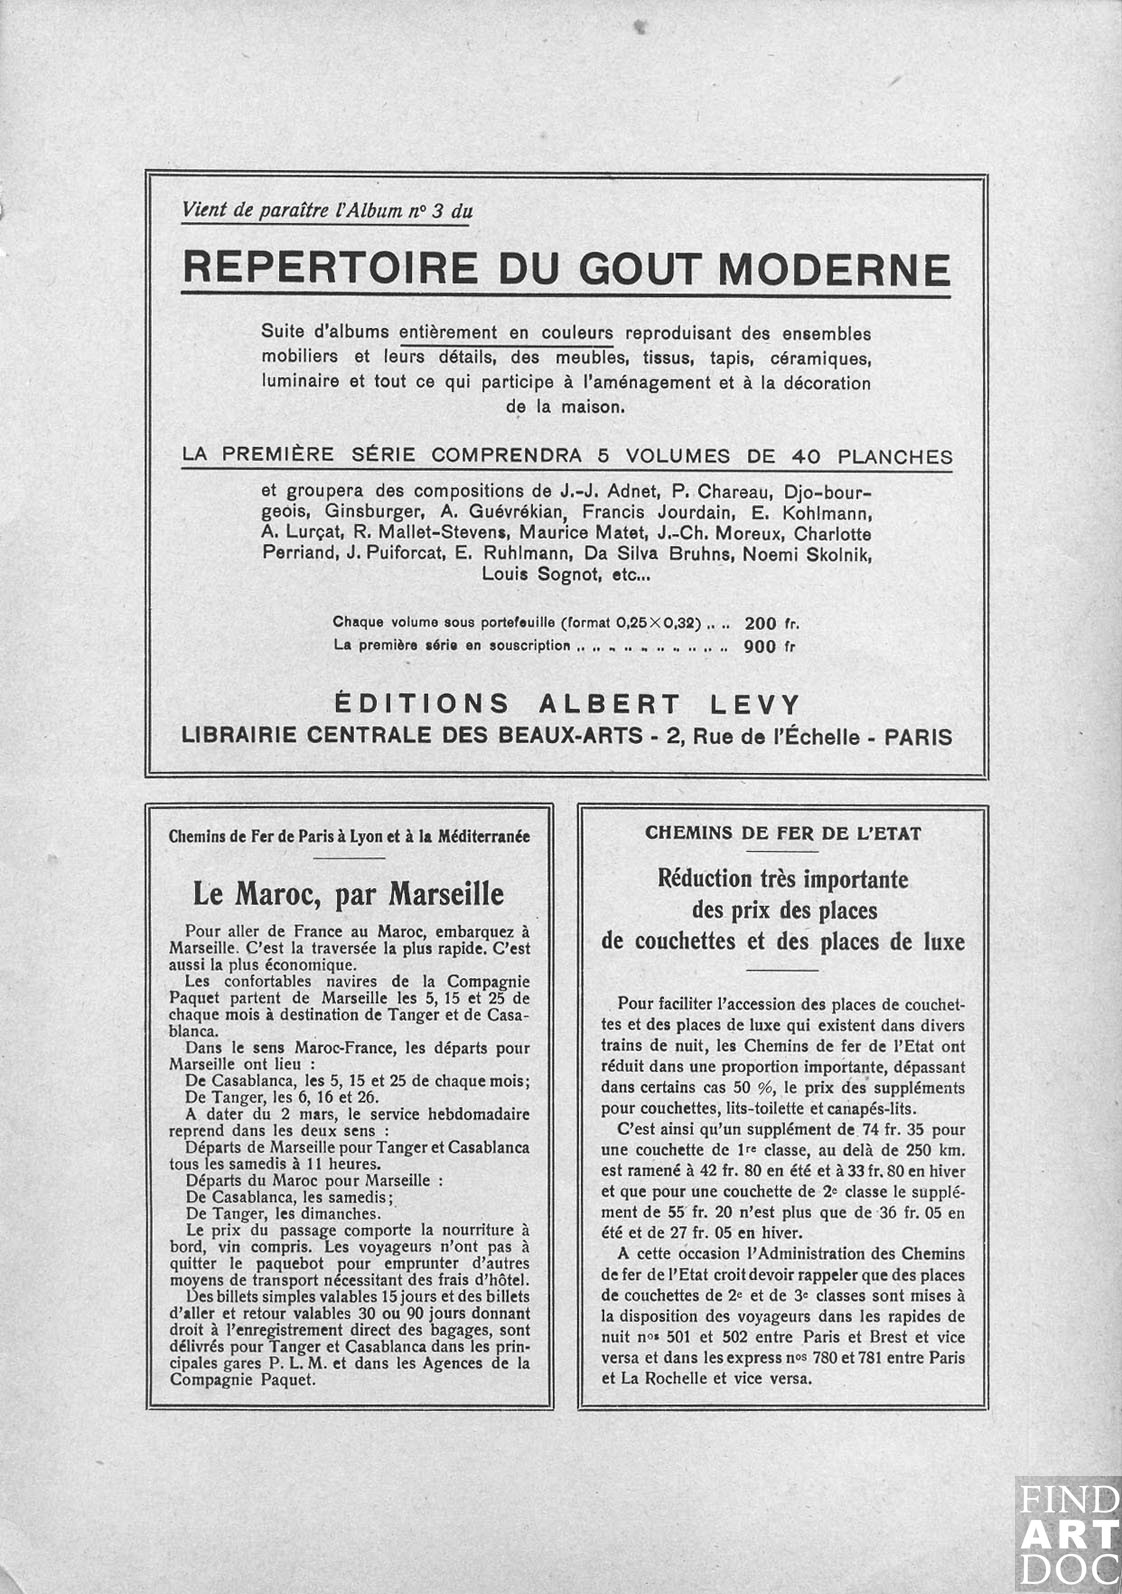 Vient de paraître l'Album nº 3 du
REPERTOIRE DU GOUT MODERNE
Suite d'albums entièrement en couleurs reproduisant des ensembles
mobiliers et leurs détails, des meubles, tissus, tapis, céramiques,
luminaire et tout ce qui participe à l'aménagement et à la décoration
de la maison.
LA PREMIÈRE SÉRIE COMPRENDRA 5 VOLUMES DE 40 PLANCHES
et groupera des compositions de J.-J. Adnet, P. Chareau, Djo-bour-
geois, Ginsburger, A. Guévrékian, Francis Jourdain, E. Kohlmann,
A. Lurçat, R. Mallet-Stevens, Maurice Matet, J.-Ch. Moreux, Charlotte
Perriand, J. Puiforcat, E. Ruhlmann, Da Silva Bruhns, Noemi Skolnik,
Louis Sognot, etc...
Chaque volume sous portefeuille (format 0,25×0,32) .. .. 200 fr.
La première série en souscription .. .. .. .. .. .. .. .. .. .. 900 fr
ÉDITIONS ALBERT LEVY
LIBRAIRIE CENTRALE DES BEAUX-ARTS - 2, Rue de l'Échelle - PARIS
Chemins de Fer de Paris à Lyon et à la Méditerranée
Le Maroc, par Marseille
Pour aller de France au Maroc, embarquez à
Marseille. C'est la traversée la plus rapide. C'est
aussi la plus économique.
Les confortables navires de la Compagnie
Paquet partent de Marseille les 5, 15 et 25 de
chaque mois à destination de Tanger et de Casa-
blanca.
Dans le sens Maroc-France, les départs pour
Marseille ont lieu :
De Casablanca, les 5, 15 et 25 de chaque mois;
De Tanger, les 6, 16 et 26.
A dater du 2 mars, le service hebdomadaire
reprend dans les deux sens :
Départs de Marseille pour Tanger et Casablanca
tous les samedis à 11 heures.
Départs du Maroc pour Marseille :
De Casablanca, les samedis;
De Tanger, les dimanches.
Le prix du passage comporte la nourriture à
bord, vin compris. Les voyageurs n'ont pas à
quitter le paquebot pour emprunter d'autres
moyens de transport nécessitant des frais d'hôtel.
Des billets simples valables 15 jours et des billets
d'aller et retour valables 30 ou 90 jours donnant
droit à l'enregistrement direct des bagages, sont
délivrés pour Tanger et Casablanca dans les prin-
cipales gares P. L. M. et dans les Agences de la
Compagnie Paquet.
CHEMINS DE FER DE L'ETAT
Réduction très importante
des prix des places
de couchettes et des places de luxe
Pour faciliter l'accession des places de couchet-
tes et des places de luxe qui existent dans divers
trains de nuit, les Chemins de fer de l'Etat ont
réduit dans une proportion importante, dépassant
dans certains cas 50 %, le prix des suppléments
pour couchettes, lits-toilette et canapés-lits.
C'est ainsi qu'un supplément de 74 fr. 35 pour
une couchette de 1re classe, au delà de 250 km.
est ramené à 42 fr. 80 en été et à 33 fr. 80 en hiver
et que pour une couchette de 2e classe le supplé-
ment de 55 fr. 20 n'est plus que de 36 fr. 05 en
été et de 27 fr. 05 en hiver.
A cette occasion l'Administration des Chemins
de fer de l'Etat croit devoir rappeler que des places
de couchettes de 2e et de 3e classes sont mises à
la disposition des voyageurs dans les rapides de
nuit nos 501 et 502 entre Paris et Brest et vice
versa et dans les express nos 780 et 781 entre Paris
et La Rochelle et vice versa.
FIND
ART
DOC